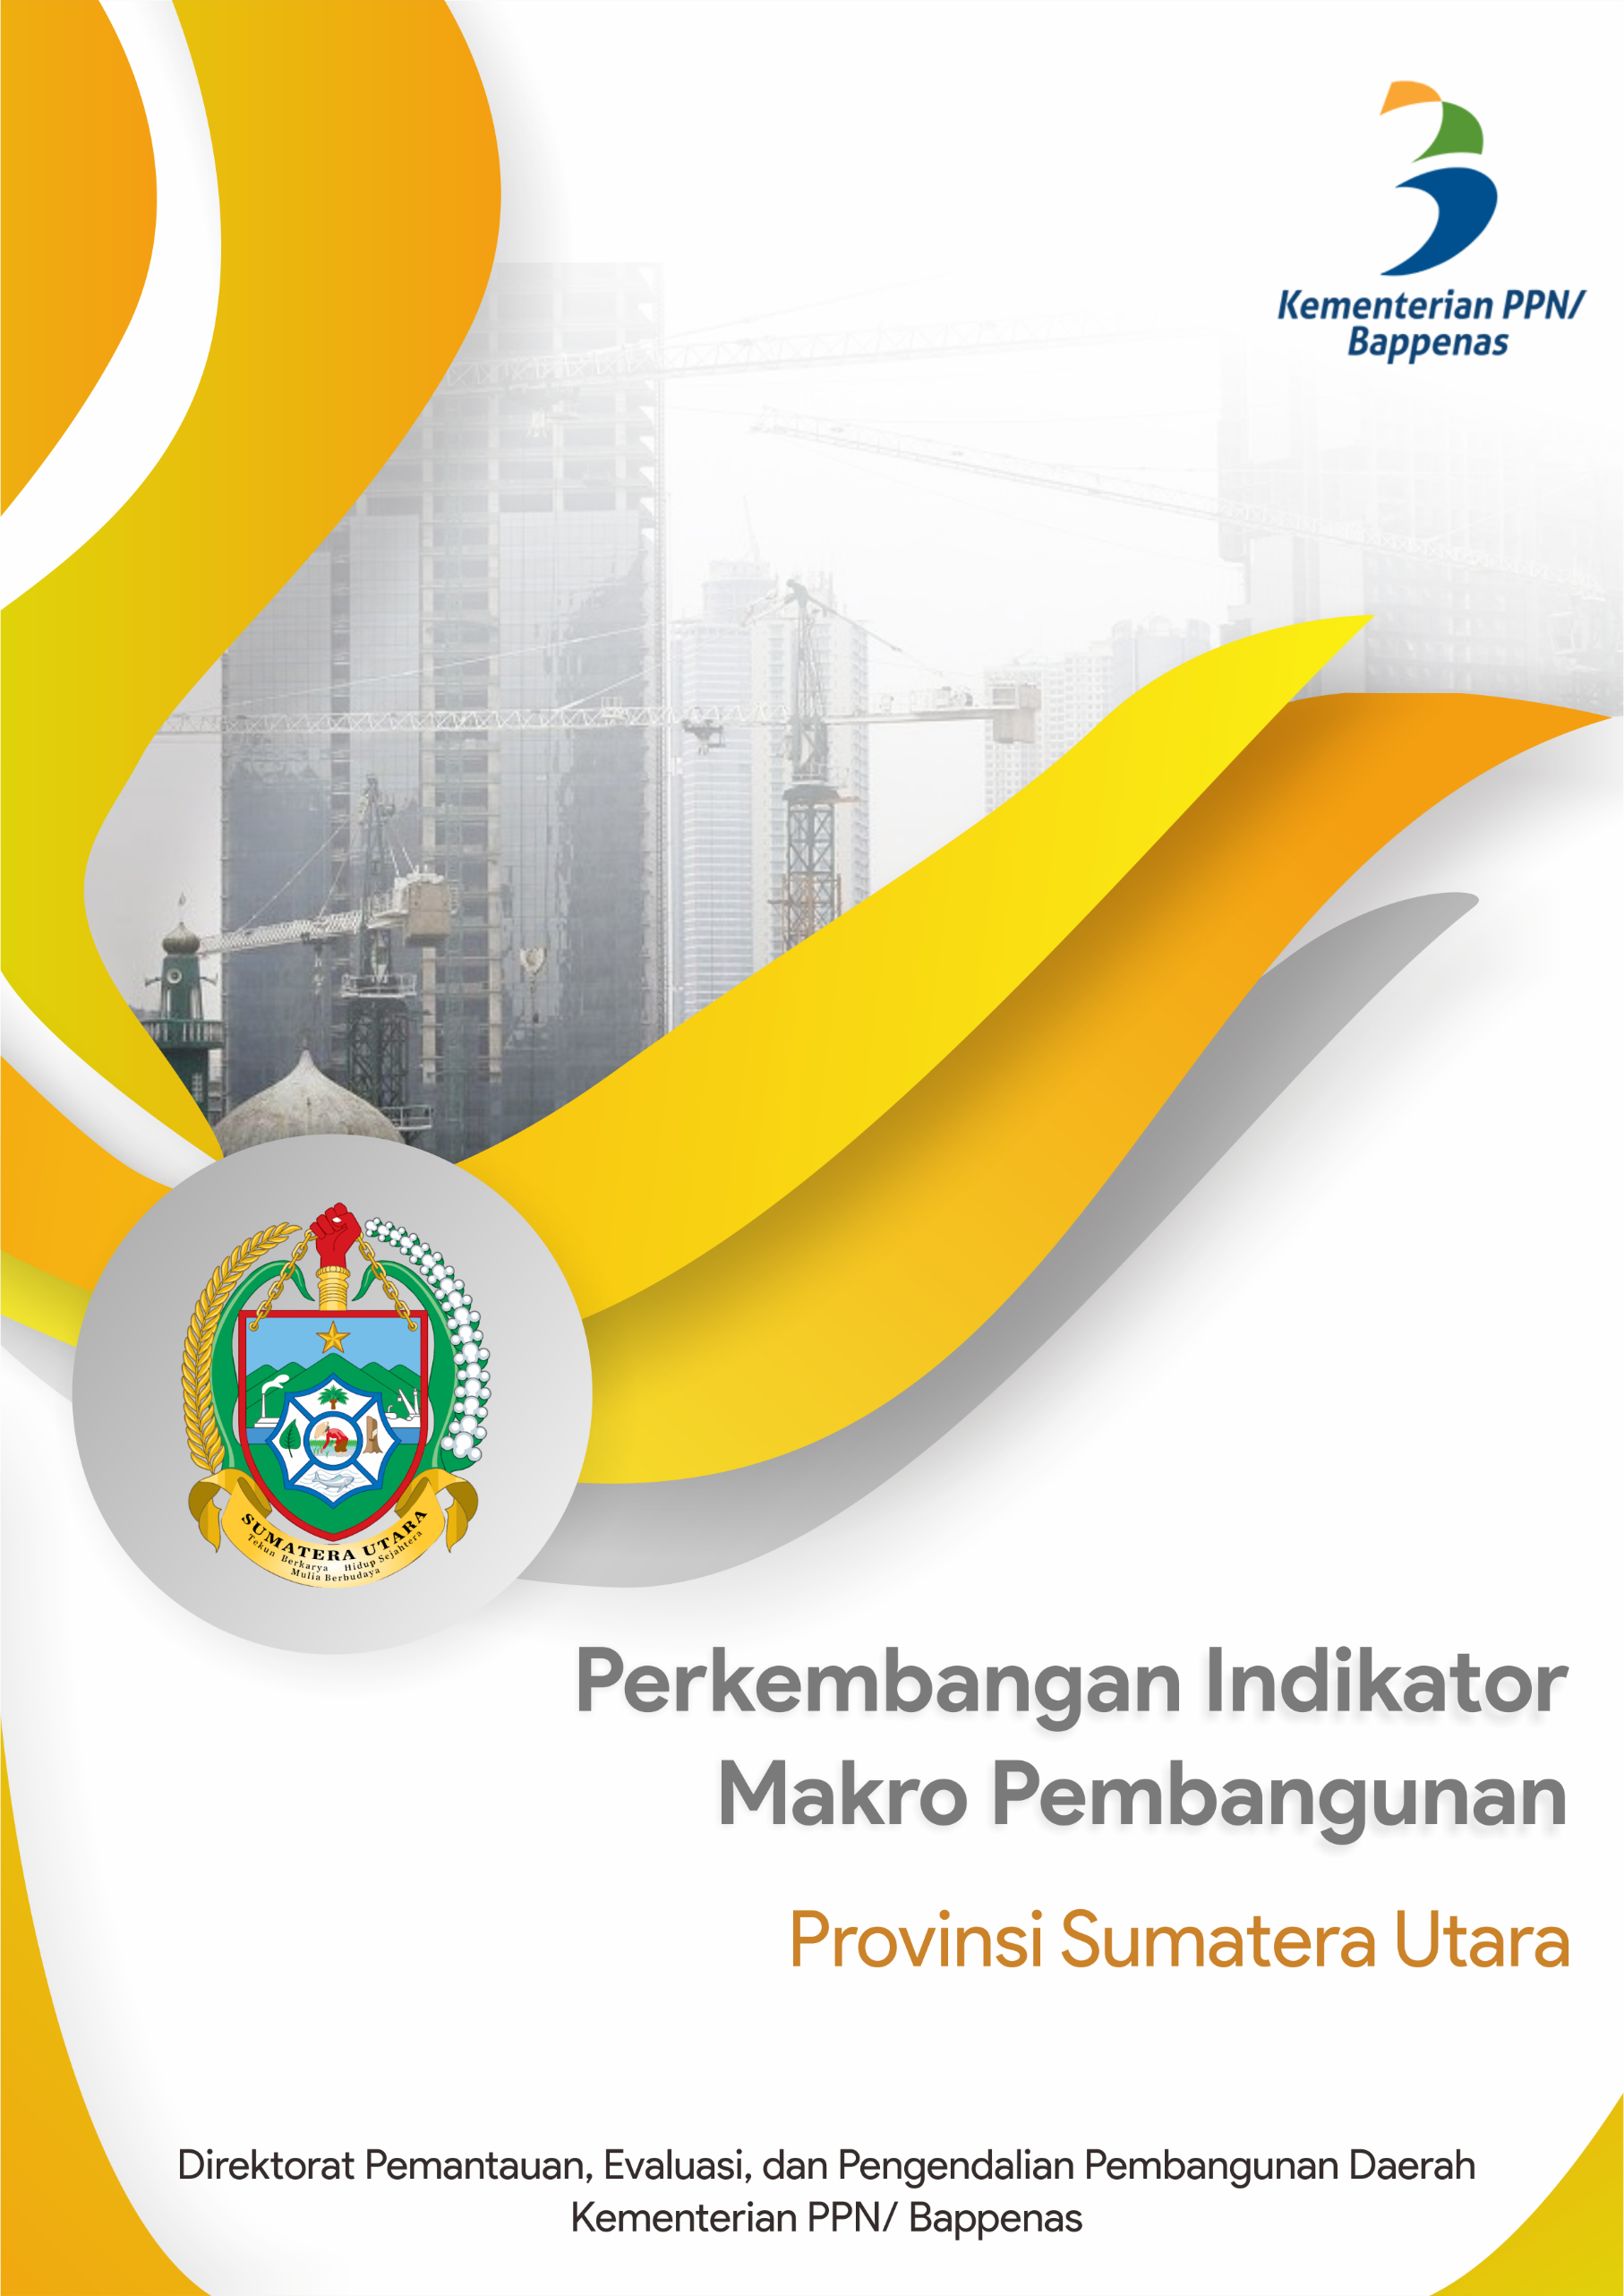 Kementerian PPN/
Bappenas
SUMATERA UTARA
Tekun Berkarya Hidup Sejahtera
Mulia Berbudaya
Perkembangan Indikator
Makro Pembangunan
Provinsi Sumatera Utara
Direktorat Pemantauan, Evaluasi, dan Pengendalian Pembangunan Daerah
Kementerian PPN/ Bappenas